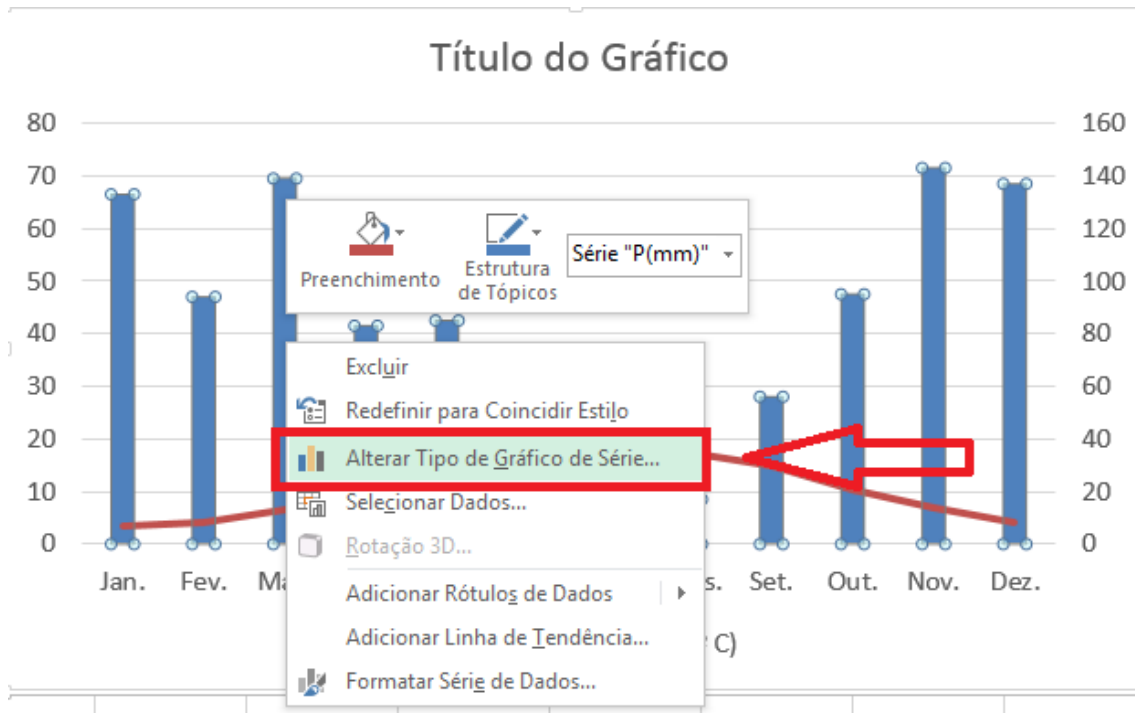 Título do Gráfico
80
70
60
50
40
30
20
10
0
160
140
120
100
80
60
40
20
0
Preenchimento
Estrutura
de Tópicos
Série "P(mm)"
Excluir
Redefinir para Coincidir Estilo
Alterar Tipo de Gráfico de Série...
Selecionar Dados...
Rotação 3D...
Adicionar Rótulos de Dados
Adicionar Linha de Tendência...
Formatar Série de Dados...
Jan. Fev. Ma s. Set. Out. Nov. Dez.
C)